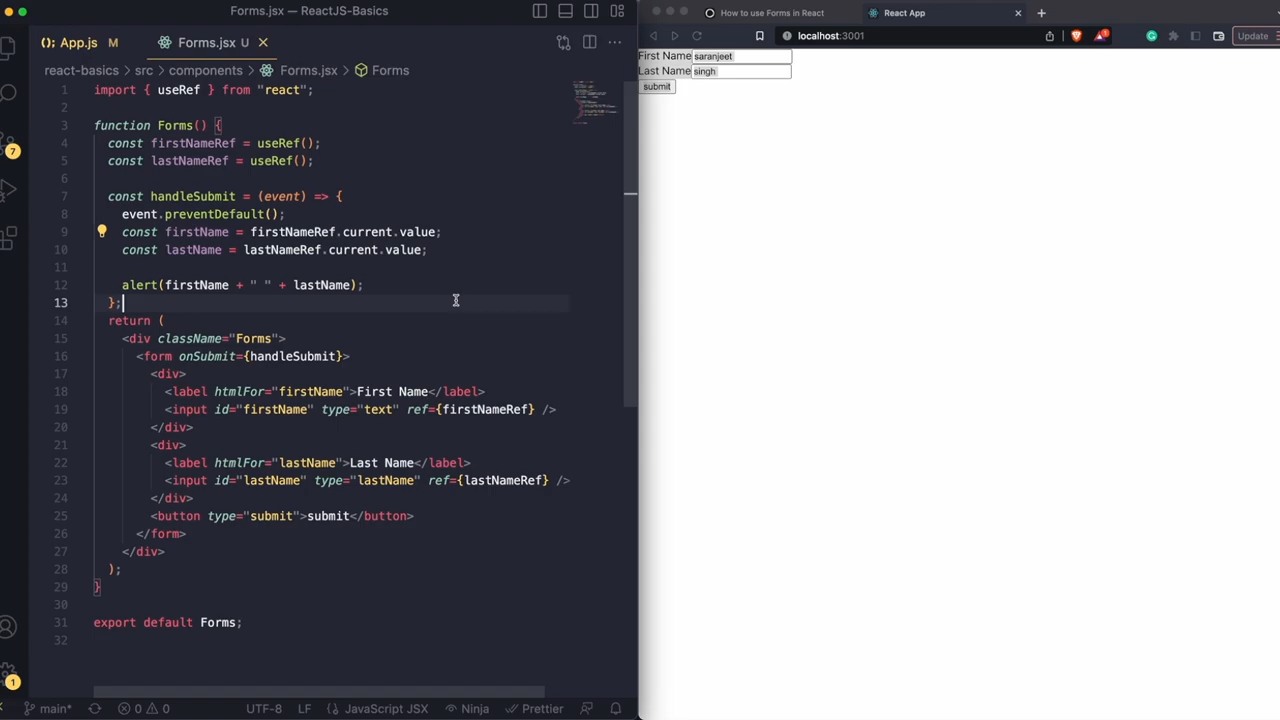 Forms.jsx — ReactJS-Basics
App.js M Forms.jsx U
react-basics > src > components > Forms.jsx > Forms
1 import { useRef } from "react";
2
3 function Forms() {
4 const firstNameRef = useRef();
5 const lastNameRef = useRef();
6
7 const handleSubmit = (event) => {
8 event.preventDefault();
9 const firstName = firstNameRef.current.value;
10 const lastName = lastNameRef.current.value;
11
12 alert(firstName + " " + lastName);
13 };
14 return (
15 <div className="Forms">
16 <form onSubmit={handleSubmit}>
17 <div>
18 <label htmlFor="firstName">First Name</label>
19 <input id="firstName" type="text" ref={firstNameRef} />
20 </div>
21 <div>
22 <label htmlFor="lastName">Last Name</label>
23 <input id="lastName" type="lastName" ref={lastNameRef} />
24 </div>
25 <button type="submit">submit</button>
26 </form>
27 </div>
28 );
29 }
30
31 export default Forms;
32
7
1
main* 0 0 UTF-8 LF {} JavaScript JSX Ninja Prettier
How to use Forms in React React App
localhost:3001 Update
First Name saranjeet
Last Name singh
submit